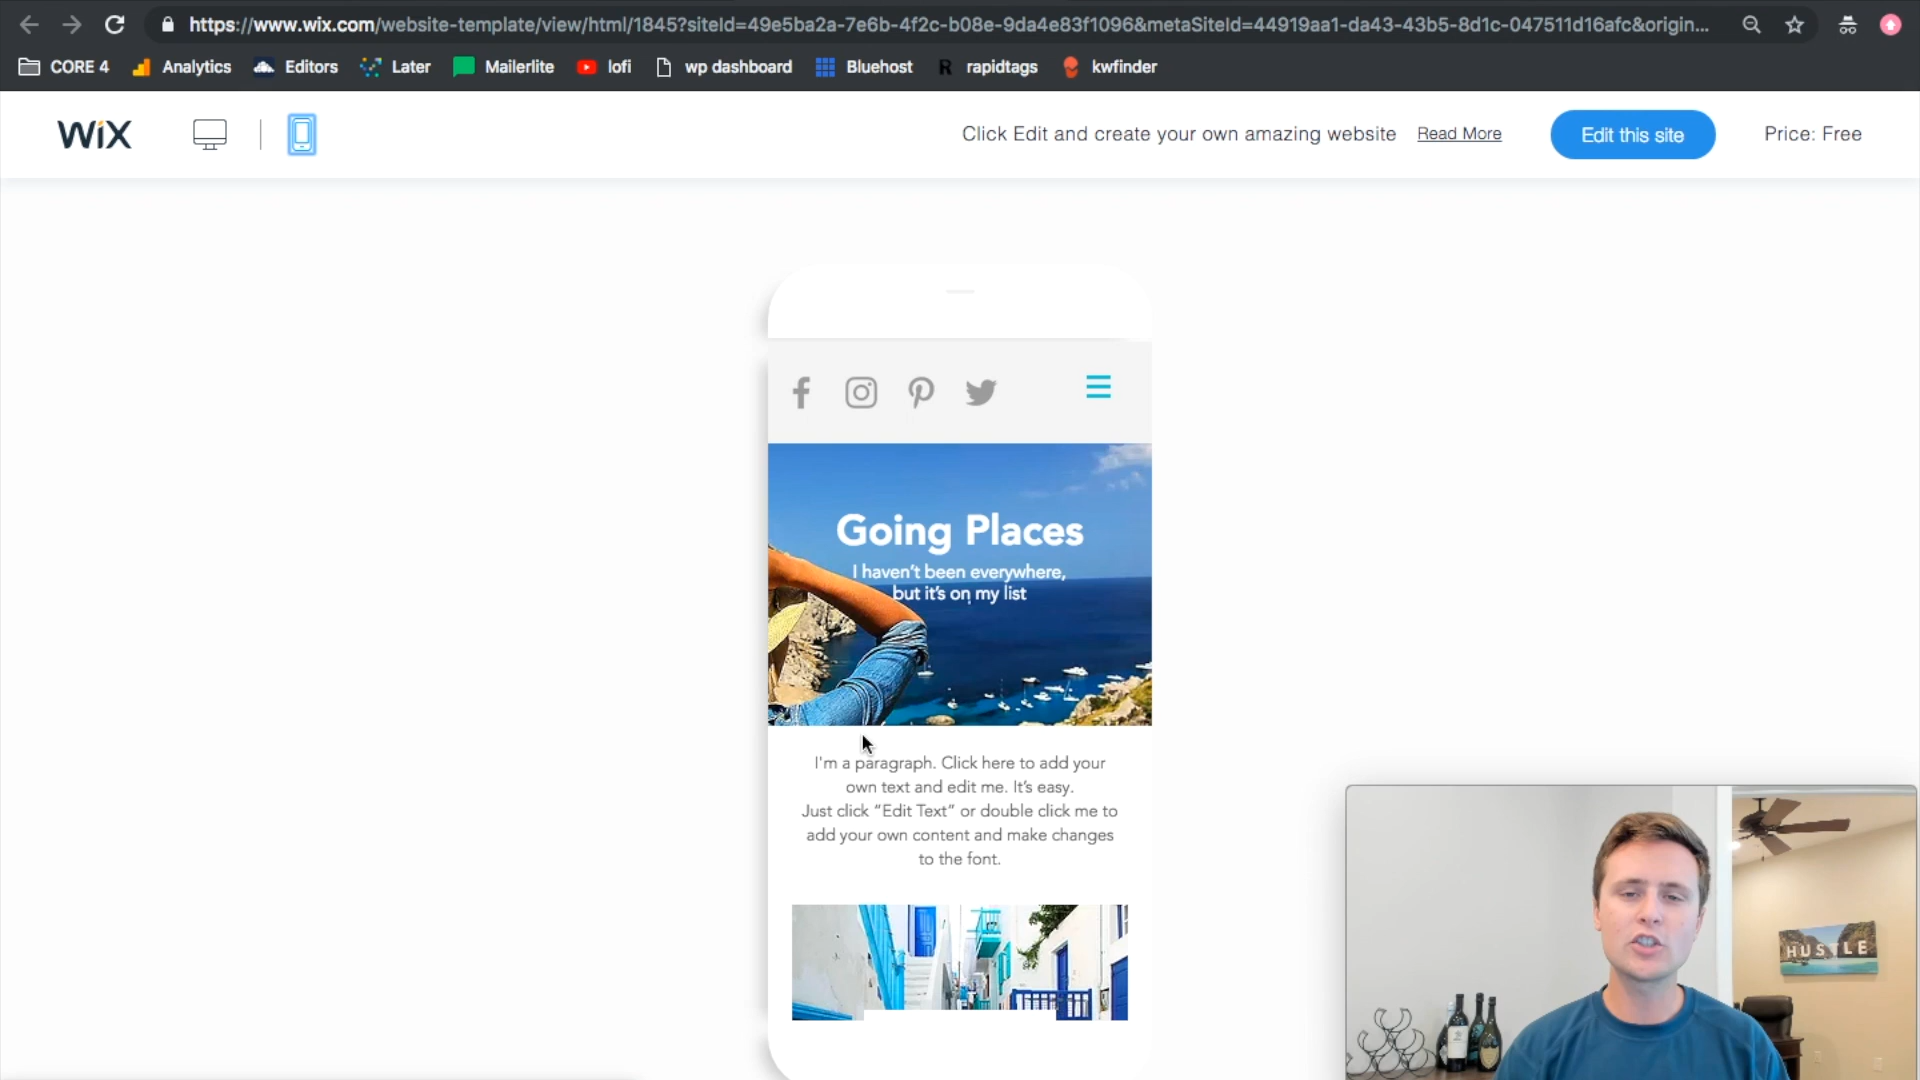 https://www.wix.com/website-template/view/html/1845?siteId=49e5ba2a-7e6b-4f2c-b08e-9da4e83f1096&metaSiteId=44919aa1-da43-43b5-8d1c-047511d16afc&origin...
CORE 4 Analytics Editors Later Mailerlite lofi wp dashboard Bluehost R rapidtags kwfinder
WiX Click Edit and create your own amazing website Read More Edit this site Price: Free
Going Places
I haven't been everywhere,
but it's on my list
I'm a paragraph. Click here to add your
own text and edit me. It's easy.
Just click “Edit Text” or double click me to
add your own content and make changes
to the font.
HUSTLE